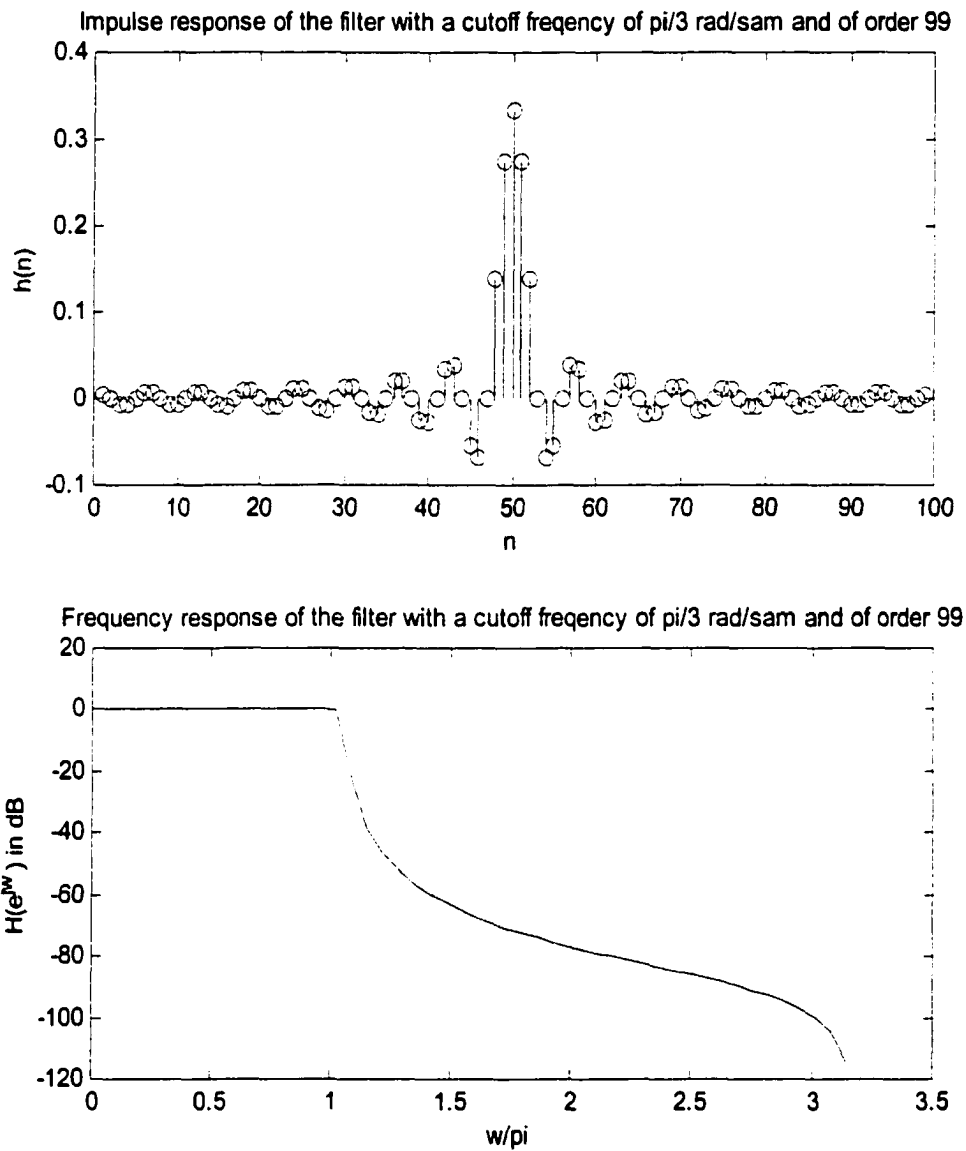 Impulse response of the filter with a cutoff freqency of pi/3 rad/sam and of order 99
0.4
0.3
0.2
0.1
0
-0.1
h(n)
0 10 20 30 40 50 60 70 80 90 100
n
Frequency response of the filter with a cutoff freqency of pi/3 rad/sam and of order 99
20
0
-20
-40
-60
-80
-100
-120
H(e^jw) in dB
0 0.5 1 1.5 2 2.5 3 3.5
w/pi